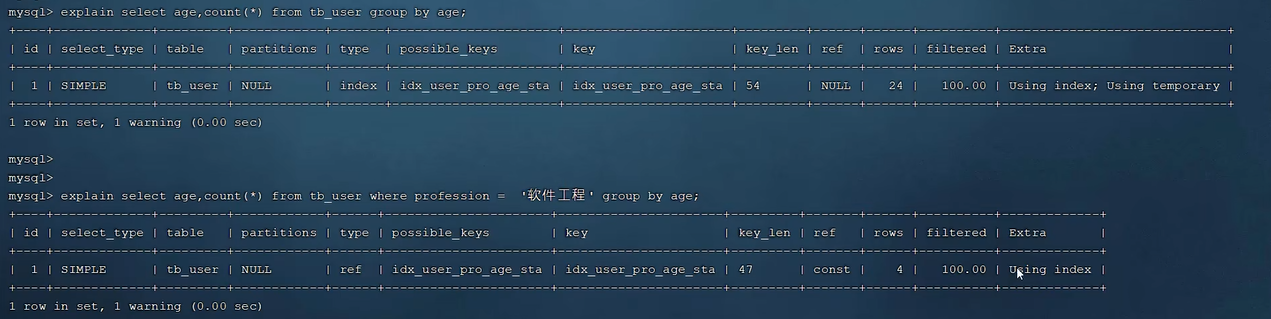 mysql> explain select age,count(*) from tb_user group by age;
+----+-------------+---------+------------+-------+----------------------+----------------------+---------+------+------+----------+------------------------------+
| id | select_type | table | partitions | type | possible_keys | key | key_len | ref | rows | filtered | Extra |
+----+-------------+---------+------------+-------+----------------------+----------------------+---------+------+------+----------+------------------------------+
| 1 | SIMPLE | tb_user | NULL | index | idx_user_pro_age_sta | idx_user_pro_age_sta | 54 | NULL | 24 | 100.00 | Using index; Using temporary |
+----+-------------+---------+------------+-------+----------------------+----------------------+---------+------+------+----------+------------------------------+
1 row in set, 1 warning (0.00 sec)
mysql>
mysql>
mysql> explain select age,count(*) from tb_user where profession = '软件工程' group by age;
+----+-------------+---------+------------+------+----------------------+----------------------+---------+-------+------+----------+-------------+
| id | select_type | table | partitions | type | possible_keys | key | key_len | ref | rows | filtered | Extra |
+----+-------------+---------+------------+------+----------------------+----------------------+---------+-------+------+----------+-------------+
| 1 | SIMPLE | tb_user | NULL | ref | idx_user_pro_age_sta | idx_user_pro_age_sta | 47 | const | 4 | 100.00 | Using index |
+----+-------------+---------+------------+------+----------------------+----------------------+---------+-------+------+----------+-------------+
1 row in set, 1 warning (0.00 sec)